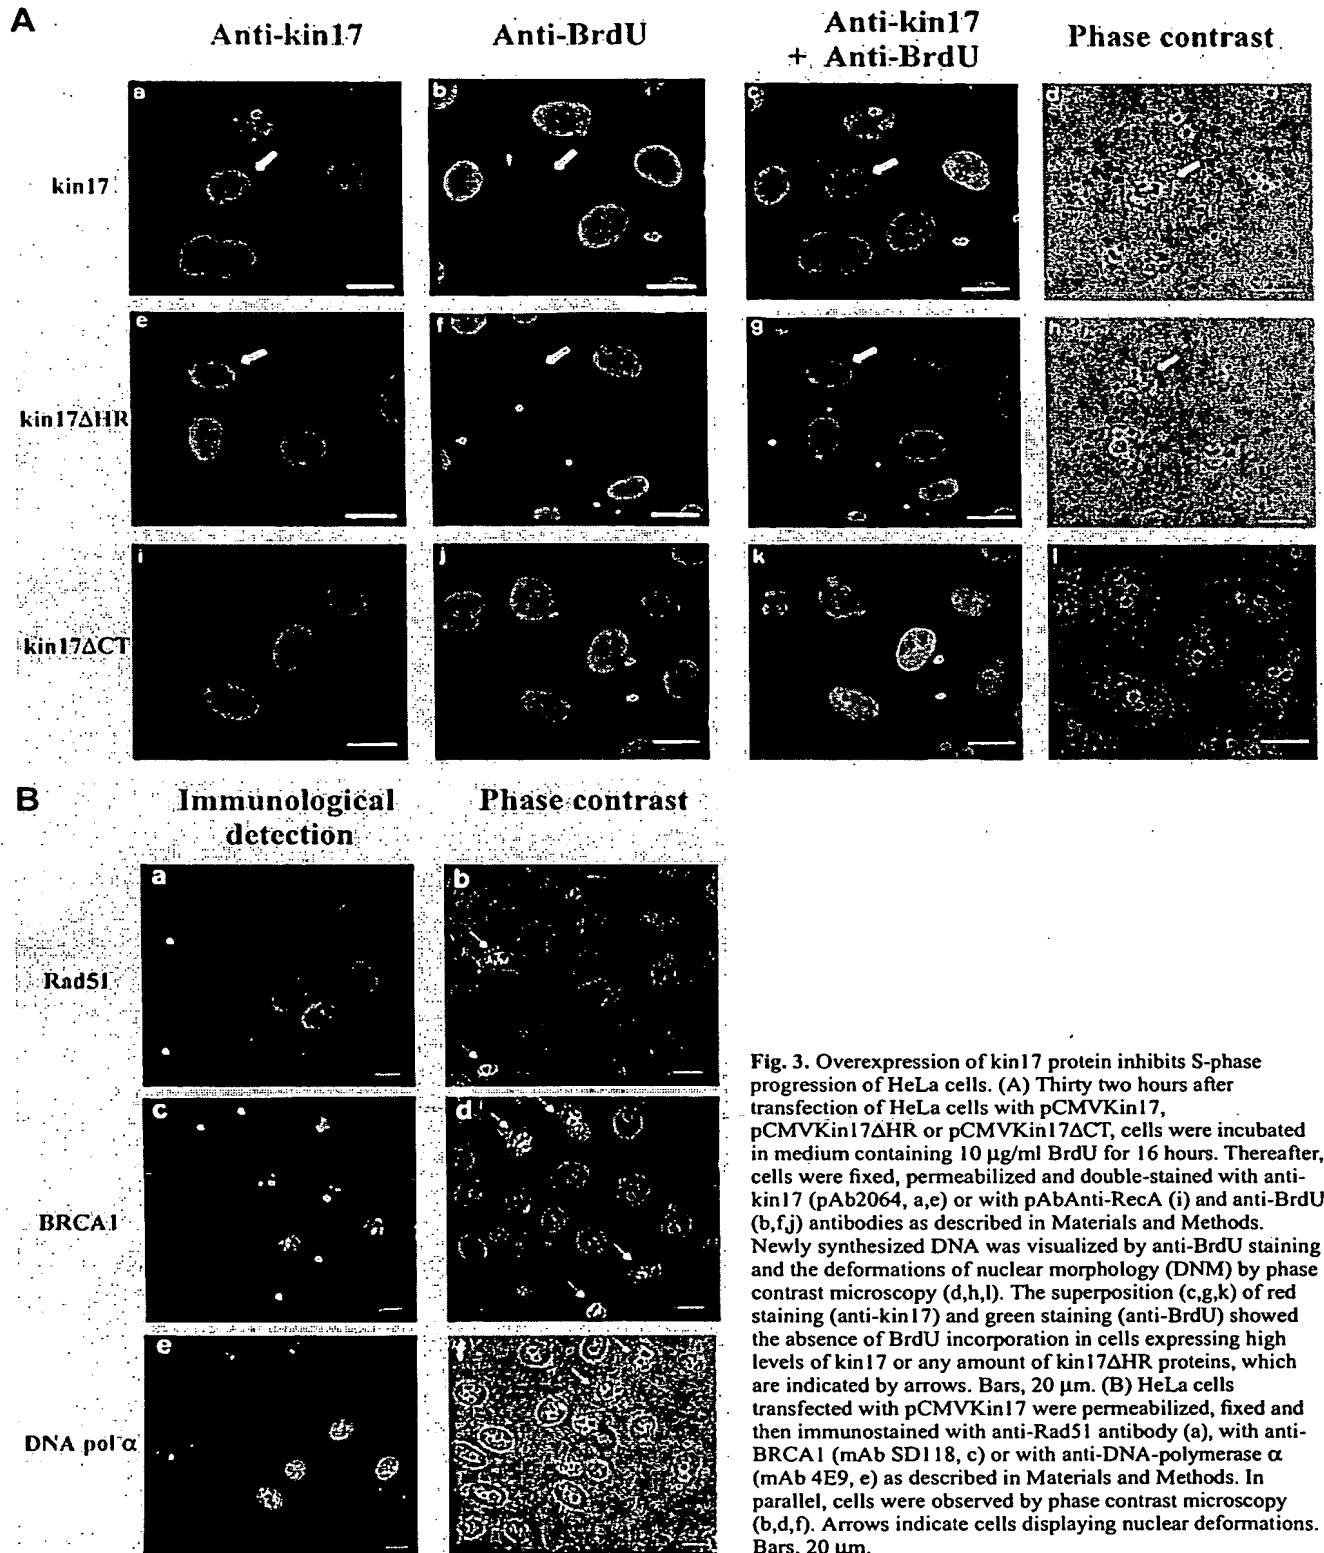 A
Anti-kin17
Anti-BrdU
Anti-kin17
+ Anti-BrdU
Phase contrast
a
b
c
d
kin17
e
f
g
h
kin17ΔHR
i
j
k
l
kin17ΔCT
B
Immunological
detection
Phase contrast
a
b
Rad51
c
d
BRCA1
e
f
DNA pol α
Fig. 3. Overexpression of kin17 protein inhibits S-phase
progression of HeLa cells. (A) Thirty two hours after
transfection of HeLa cells with pCMVKin17,
pCMVKin17ΔHR or pCMVKin17ΔCT, cells were incubated
in medium containing 10 µg/ml BrdU for 16 hours. Thereafter,
cells were fixed, permeabilized and double-stained with anti-
kin17 (pAb2064, a,e) or with pAbAnti-RecA (i) and anti-BrdU
(b,f,j) antibodies as described in Materials and Methods.
Newly synthesized DNA was visualized by anti-BrdU staining
and the deformations of nuclear morphology (DNM) by phase
contrast microscopy (d,h,l). The superposition (c,g,k) of red
staining (anti-kin17) and green staining (anti-BrdU) showed
the absence of BrdU incorporation in cells expressing high
levels of kin17 or any amount of kin17ΔHR proteins, which
are indicated by arrows. Bars, 20 µm. (B) HeLa cells
transfected with pCMVKin17 were permeabilized, fixed and
then immunostained with anti-Rad51 antibody (a), with anti-
BRCA1 (mAb SD118, c) or with anti-DNA-polymerase α
(mAb 4E9, e) as described in Materials and Methods. In
parallel, cells were observed by phase contrast microscopy
(b,d,f). Arrows indicate cells displaying nuclear deformations.
Bars, 20 µm.